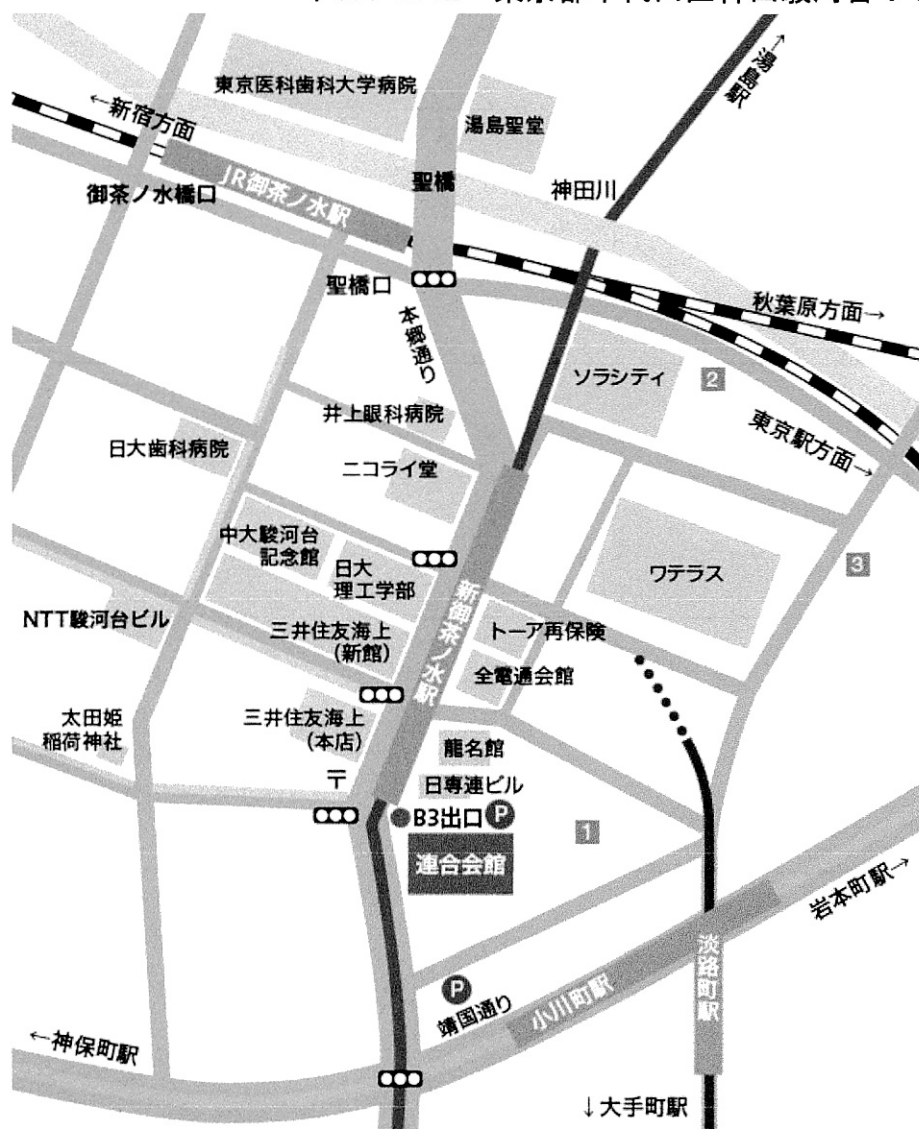 東京医科歯科大学病院
←湯島駅
湯島聖堂
←新宿方面
JR御茶ノ水駅
聖橋
神田川
御茶ノ水橋口
聖橋口
秋葉原方面→
本郷通り
ソラシティ
2
井上眼科病院
東京駅方面→
日大歯科病院
ニコライ堂
中大駿河台
記念館
日大
理工学部
新御茶ノ水駅
ワテラス
3
NTT駿河台ビル
三井住友海上
(新館)
トーア再保険
全電通会館
太田姫
稲荷神社
三井住友海上
(本店)
龍名館
〒
日専連ビル
B3出口 P
1
連合会館
岩本町駅→
淡路町駅
P
靖国通り
小川町駅
←神保町駅
↓大手町駅